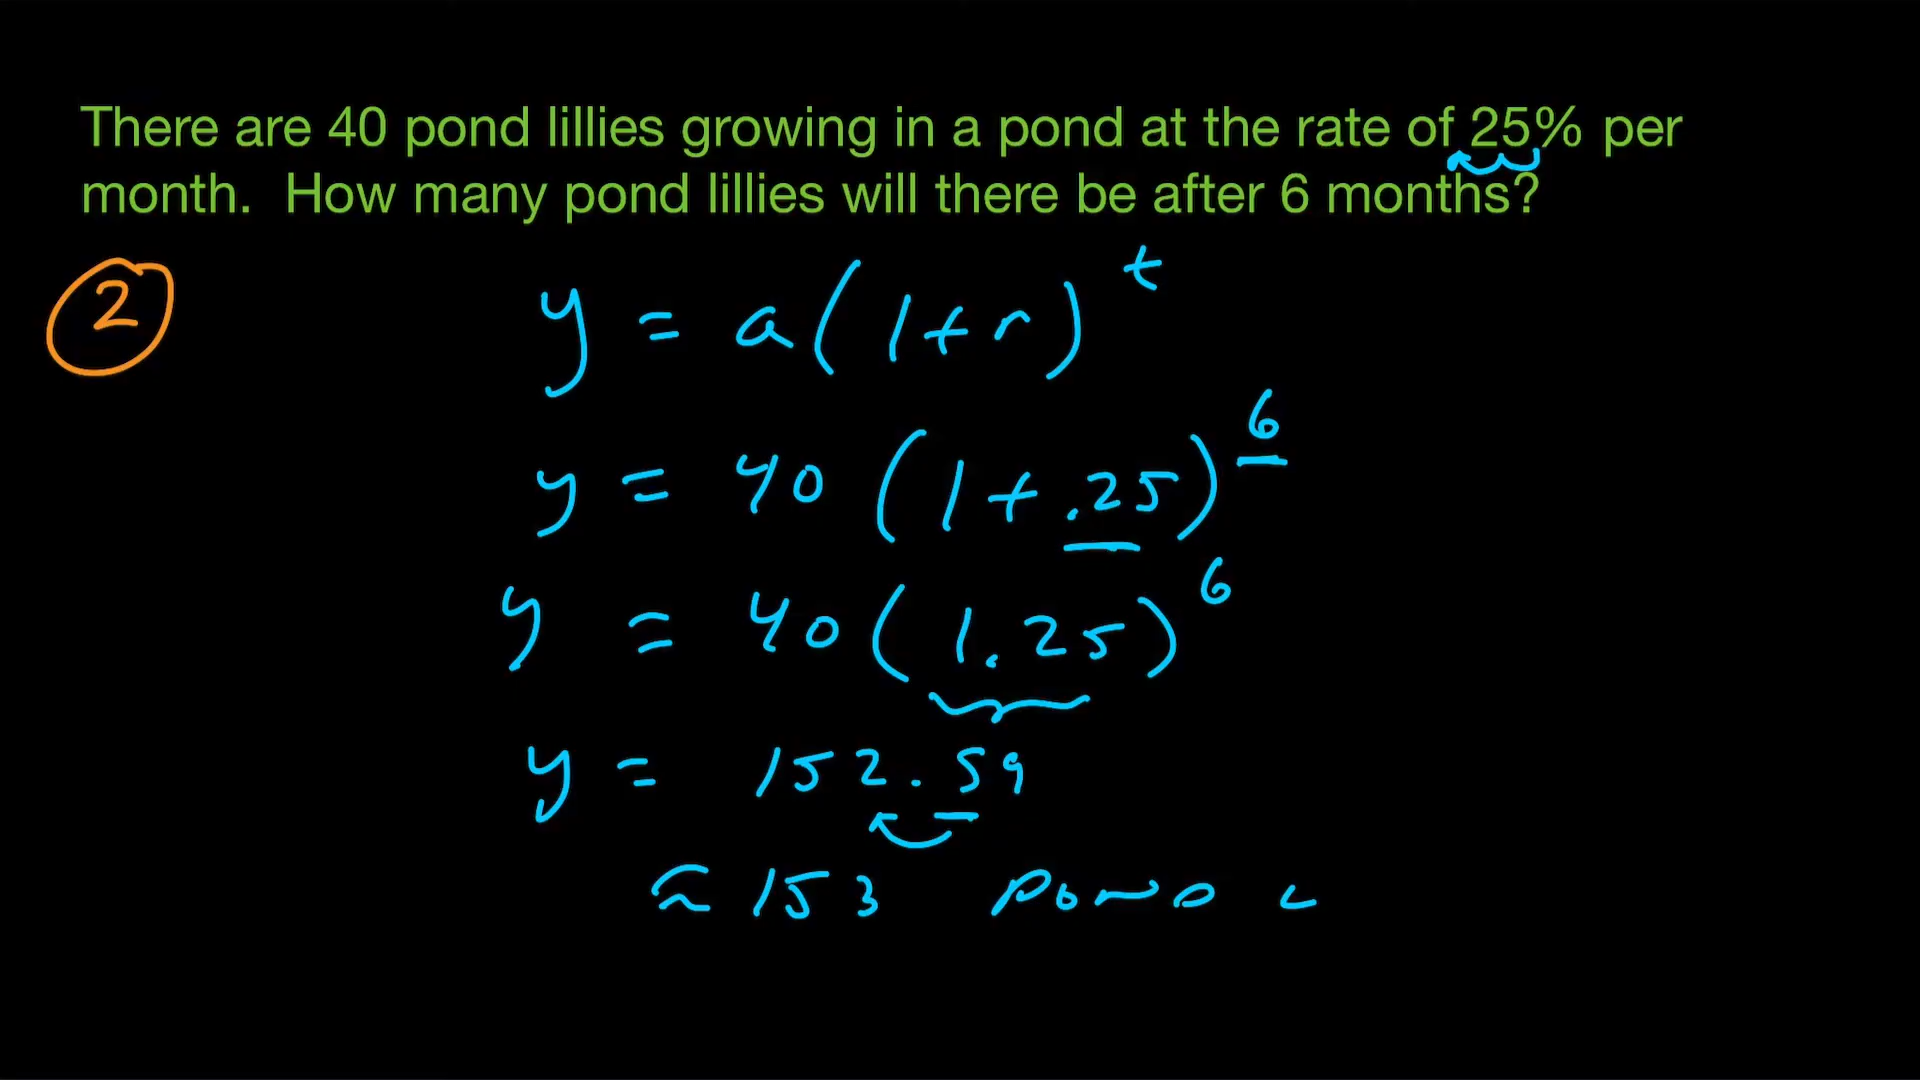 There are 40 pond lillies growing in a pond at the rate of 25% per
month. How many pond lillies will there be after 6 months?
2
y = a(1+r)^t
y = 40 (1+.25)^6
y = 40(1.25)^6
y = 152.59
≈ 153 POND L